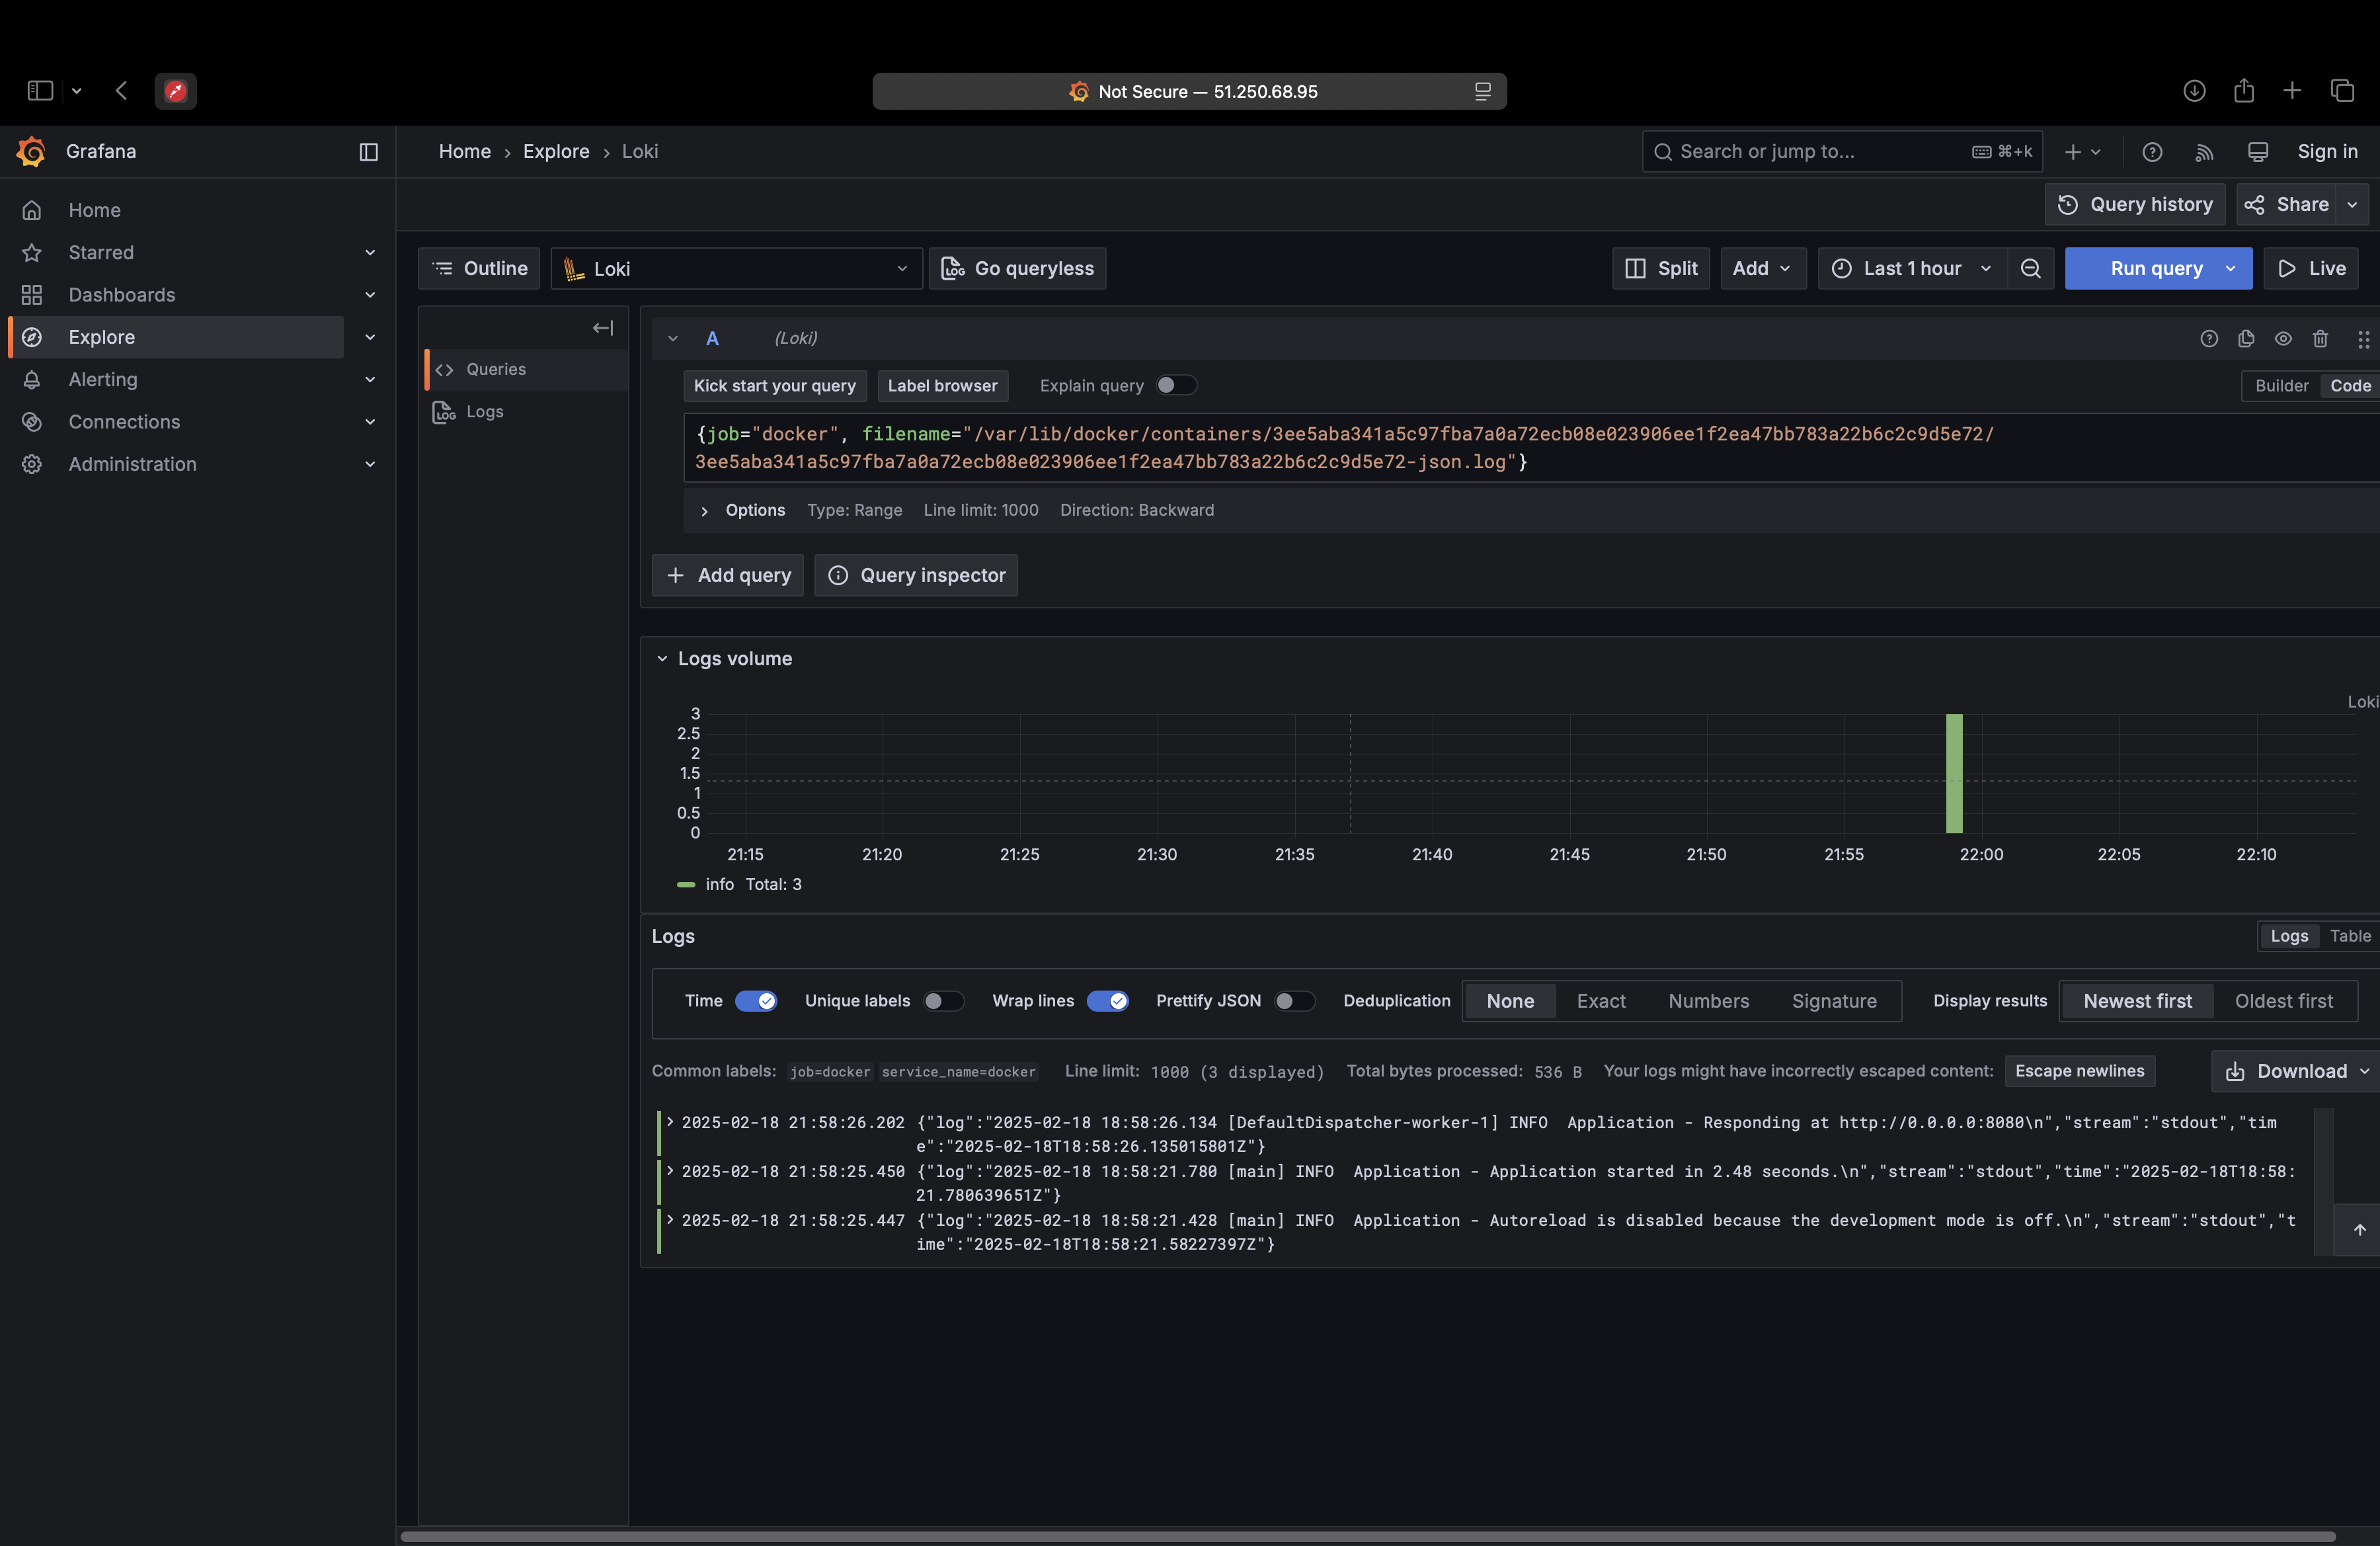 Not Secure — 51.250.68.95
Grafana
Home › Explore › Loki
Search or jump to... ⌘+k
Sign in
Home
Starred
Dashboards
Explore
Alerting
Connections
Administration
Query history
Share
Outline
Loki
Go queryless
Split
Add
Last 1 hour
Run query
Live
Queries
Logs
A (Loki)
Kick start your query
Label browser
Explain query
Builder
Code
{job="docker", filename="/var/lib/docker/containers/3ee5aba341a5c97fba7a0a72ecb08e023906ee1f2ea47bb783a22b6c2c9d5e72/
3ee5aba341a5c97fba7a0a72ecb08e023906ee1f2ea47bb783a22b6c2c9d5e72-json.log"}
Options Type: Range Line limit: 1000 Direction: Backward
+ Add query
Query inspector
Logs volume
Loki
3
2.5
2
1.5
1
0.5
0
21:15 21:20 21:25 21:30 21:35 21:40 21:45 21:50 21:55 22:00 22:05 22:10
info Total: 3
Logs
Logs Table
Time Unique labels Wrap lines Prettify JSON Deduplication None Exact Numbers Signature Display results Newest first Oldest first
Common labels: job=docker service_name=docker Line limit: 1000 (3 displayed) Total bytes processed: 536 B Your logs might have incorrectly escaped content: Escape newlines Download
2025-02-18 21:58:26.202 {"log":"2025-02-18 18:58:26.134 [DefaultDispatcher-worker-1] INFO  Application - Responding at http://0.0.0.0:8080\n","stream":"stdout","tim
e":"2025-02-18T18:58:26.135015801Z"}
2025-02-18 21:58:25.450 {"log":"2025-02-18 18:58:21.780 [main] INFO  Application - Application started in 2.48 seconds.\n","stream":"stdout","time":"2025-02-18T18:58:
21.780639651Z"}
2025-02-18 21:58:25.447 {"log":"2025-02-18 18:58:21.428 [main] INFO  Application - Autoreload is disabled because the development mode is off.\n","stream":"stdout","t
ime":"2025-02-18T18:58:21.58227397Z"}